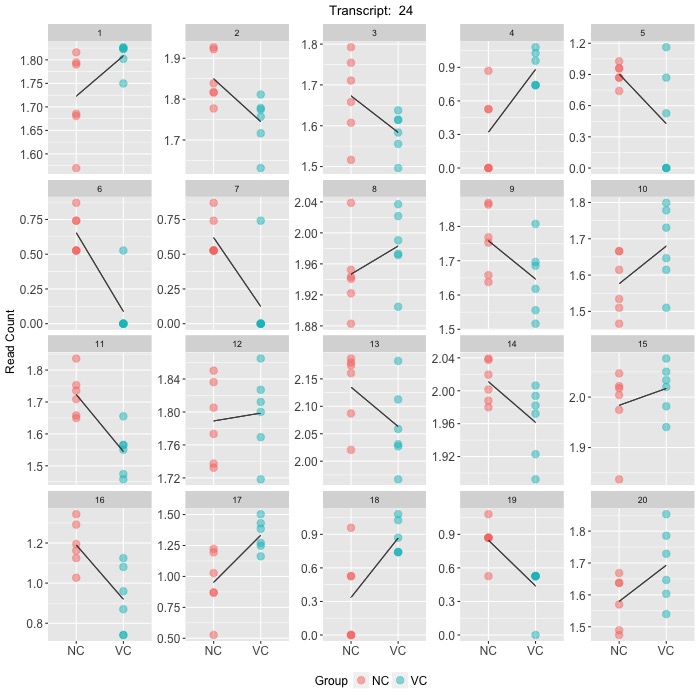 Transcript: 24
1 2 3 4 5
1.80 1.75 1.70 1.65 1.60
1.9 1.8 1.7
1.8 1.7 1.6 1.5
0.9 0.6 0.3 0.0
1.2 0.9 0.6 0.3 0.0
6 7 8 9 10
0.75 0.50 0.25 0.00
0.75 0.50 0.25 0.00
2.04 2.00 1.96 1.92 1.88
1.8 1.7 1.6 1.5
1.8 1.7 1.6 1.5
Read Count
11 12 13 14 15
1.8 1.7 1.6 1.5
1.84 1.80 1.76 1.72
2.15 2.10 2.05 2.00
2.04 2.00 1.96 1.92
2.0 1.9
16 17 18 19 20
1.2 1.0 0.8
1.50 1.25 1.00 0.75 0.50
0.9 0.6 0.3 0.0
0.9 0.6 0.3 0.0
1.8 1.7 1.6 1.5
NC VC NC VC NC VC NC VC NC VC
Group NC VC